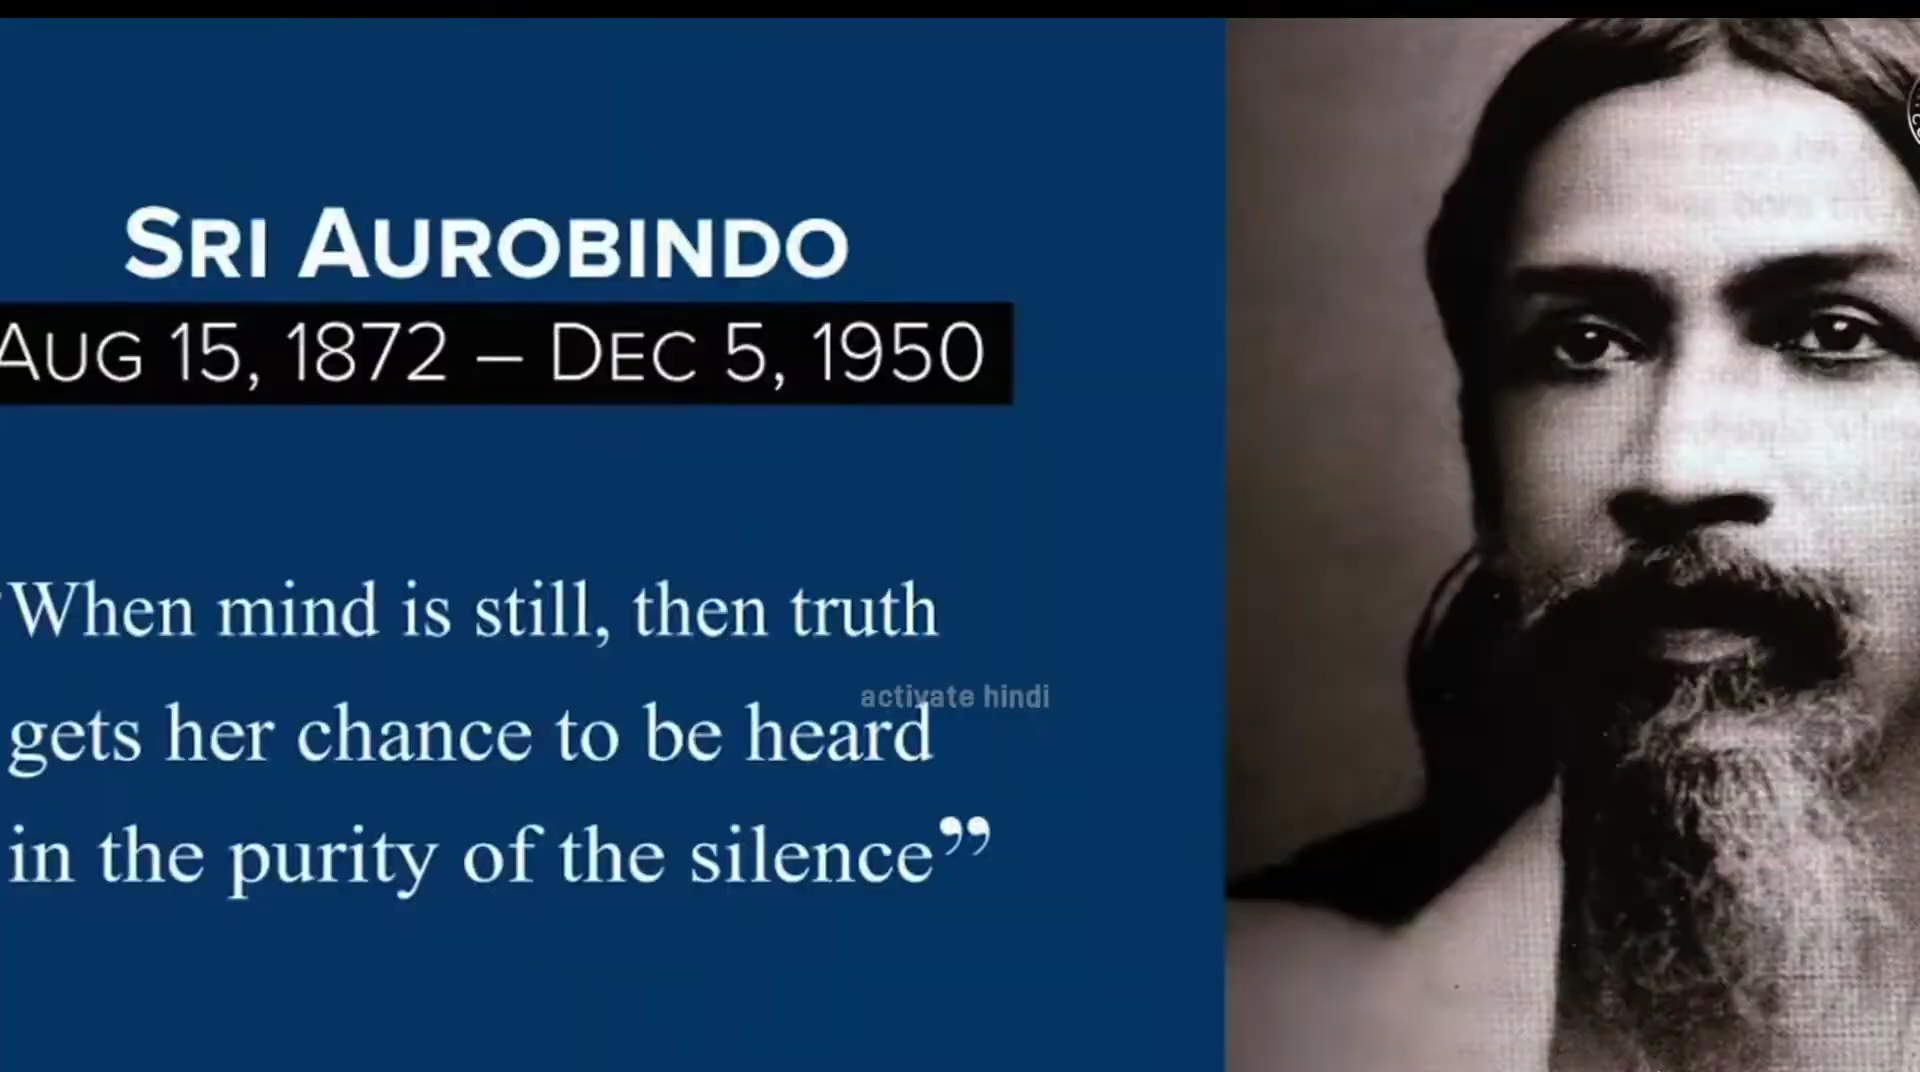 SRI AUROBINDO
AUG 15, 1872 – DEC 5, 1950
When mind is still, then truth
gets her chance to be heard
in the purity of the silence”
activate hindi